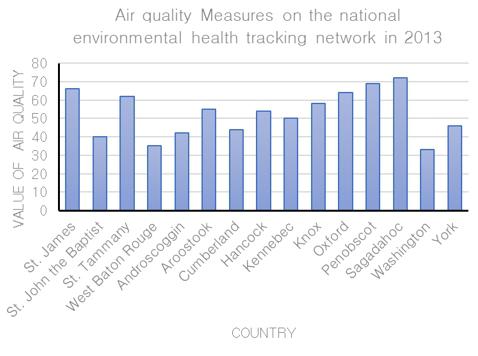 Air quality Measures on the national
environmental health tracking network in 2013
VALUE OF AIR QUALITY
80
70
60
50
40
30
20
10
0
St. James
St. John the Baptist
St. Tammany
West Baton Rouge
Androscoggin
Aroostook
Cumberland
Hancock
Kennebec
Knox
Oxford
Penobscot
Sagadahoc
Washington
York
COUNTRY